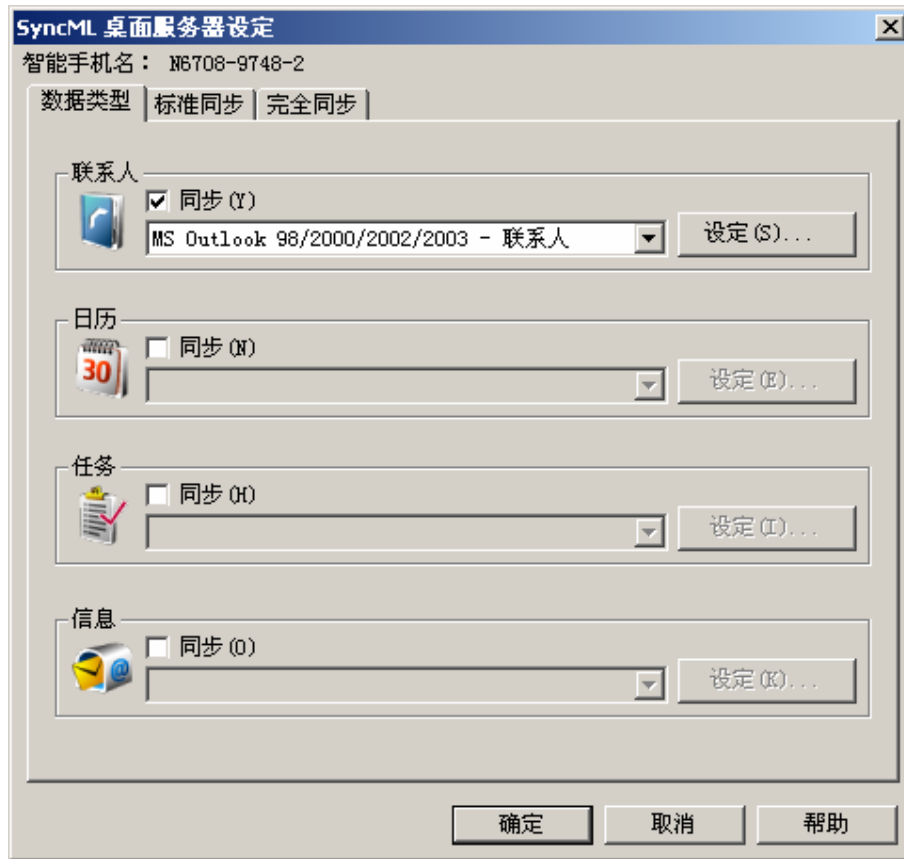 SyncML 桌面服务器设定
智能手机名： N6708-9748-2
数据类型 标准同步 完全同步
联系人
同步(Y)
MS Outlook 98/2000/2002/2003 - 联系人 设定(S)...
日历
30
同步(N)
设定(E)...
任务
同步(H)
设定(I)...
信息
同步(O)
@
设定(K)...
确定 取消 帮助